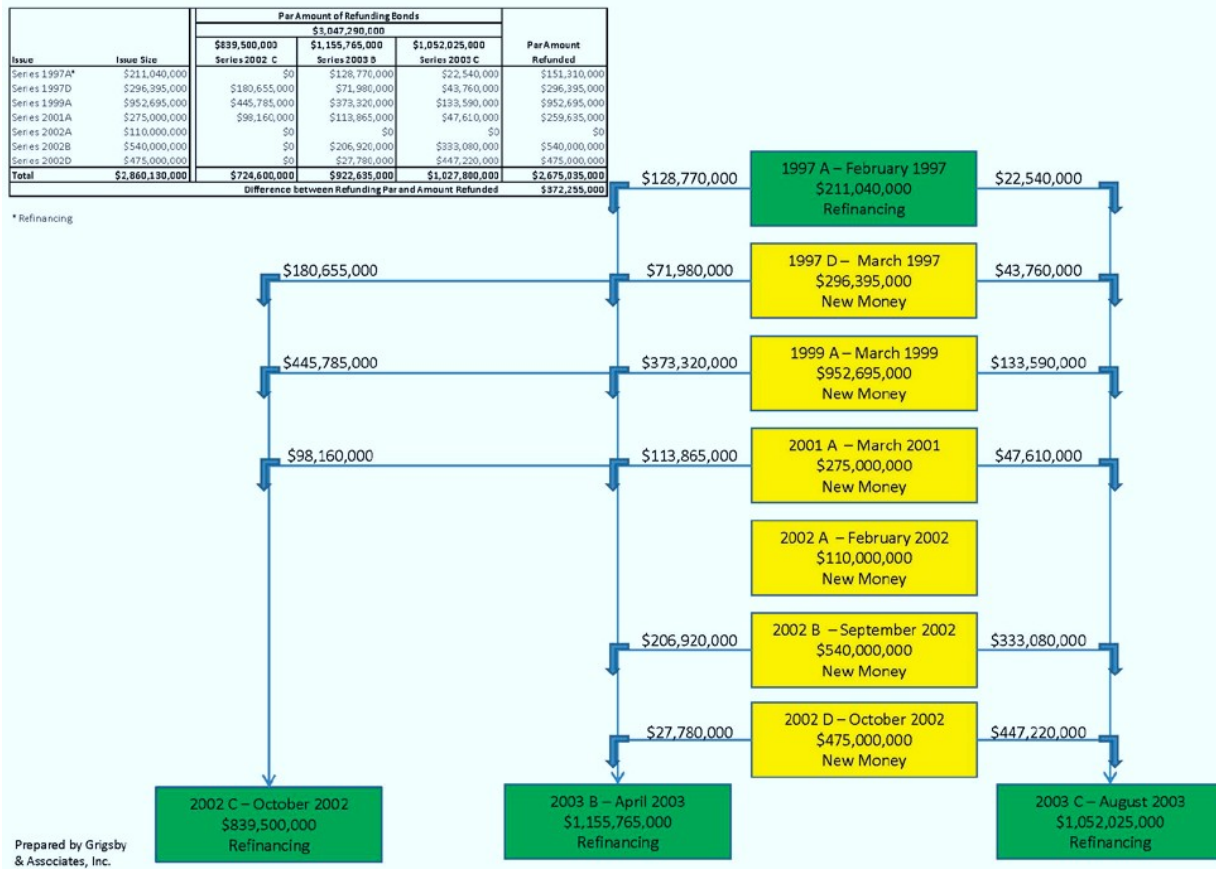 Par Amount of Refunding Bonds
$3,047,290,000
$839,500,000 $1,155,765,000 $1,052,025,000 Par Amount
Issue Issue Size Series 2002 C Series 2003 B Series 2003 C Refunded
Series 1997A* $211,040,000 $0 $128,770,000 $22,540,000 $151,310,000
Series 1997D $296,395,000 $180,655,000 $71,980,000 $43,760,000 $296,395,000
Series 1999A $952,695,000 $445,785,000 $373,320,000 $133,590,000 $952,695,000
Series 2001A $275,000,000 $98,160,000 $113,865,000 $47,610,000 $259,635,000
Series 2002A $110,000,000 $0 $0 $0 $0
Series 2002B $540,000,000 $0 $206,920,000 $333,080,000 $540,000,000
Series 2002D $475,000,000 $0 $27,780,000 $447,220,000 $475,000,000
Total $2,860,130,000 $724,600,000 $922,635,000 $1,027,800,000 $2,675,035,000
Difference between Refunding Par and Amount Refunded $372,255,000
* Refinancing
$128,770,000
1997 A – February 1997
$211,040,000
Refinancing
$22,540,000
$180,655,000
$71,980,000
1997 D – March 1997
$296,395,000
New Money
$43,760,000
$445,785,000
$373,320,000
1999 A – March 1999
$952,695,000
New Money
$133,590,000
$98,160,000
$113,865,000
2001 A – March 2001
$275,000,000
New Money
$47,610,000
2002 A – February 2002
$110,000,000
New Money
$206,920,000
2002 B – September 2002
$540,000,000
New Money
$333,080,000
$27,780,000
2002 D – October 2002
$475,000,000
New Money
$447,220,000
2002 C – October 2002
$839,500,000
Refinancing
2003 B – April 2003
$1,155,765,000
Refinancing
2003 C – August 2003
$1,052,025,000
Refinancing
Prepared by Grigsby
& Associates, Inc.